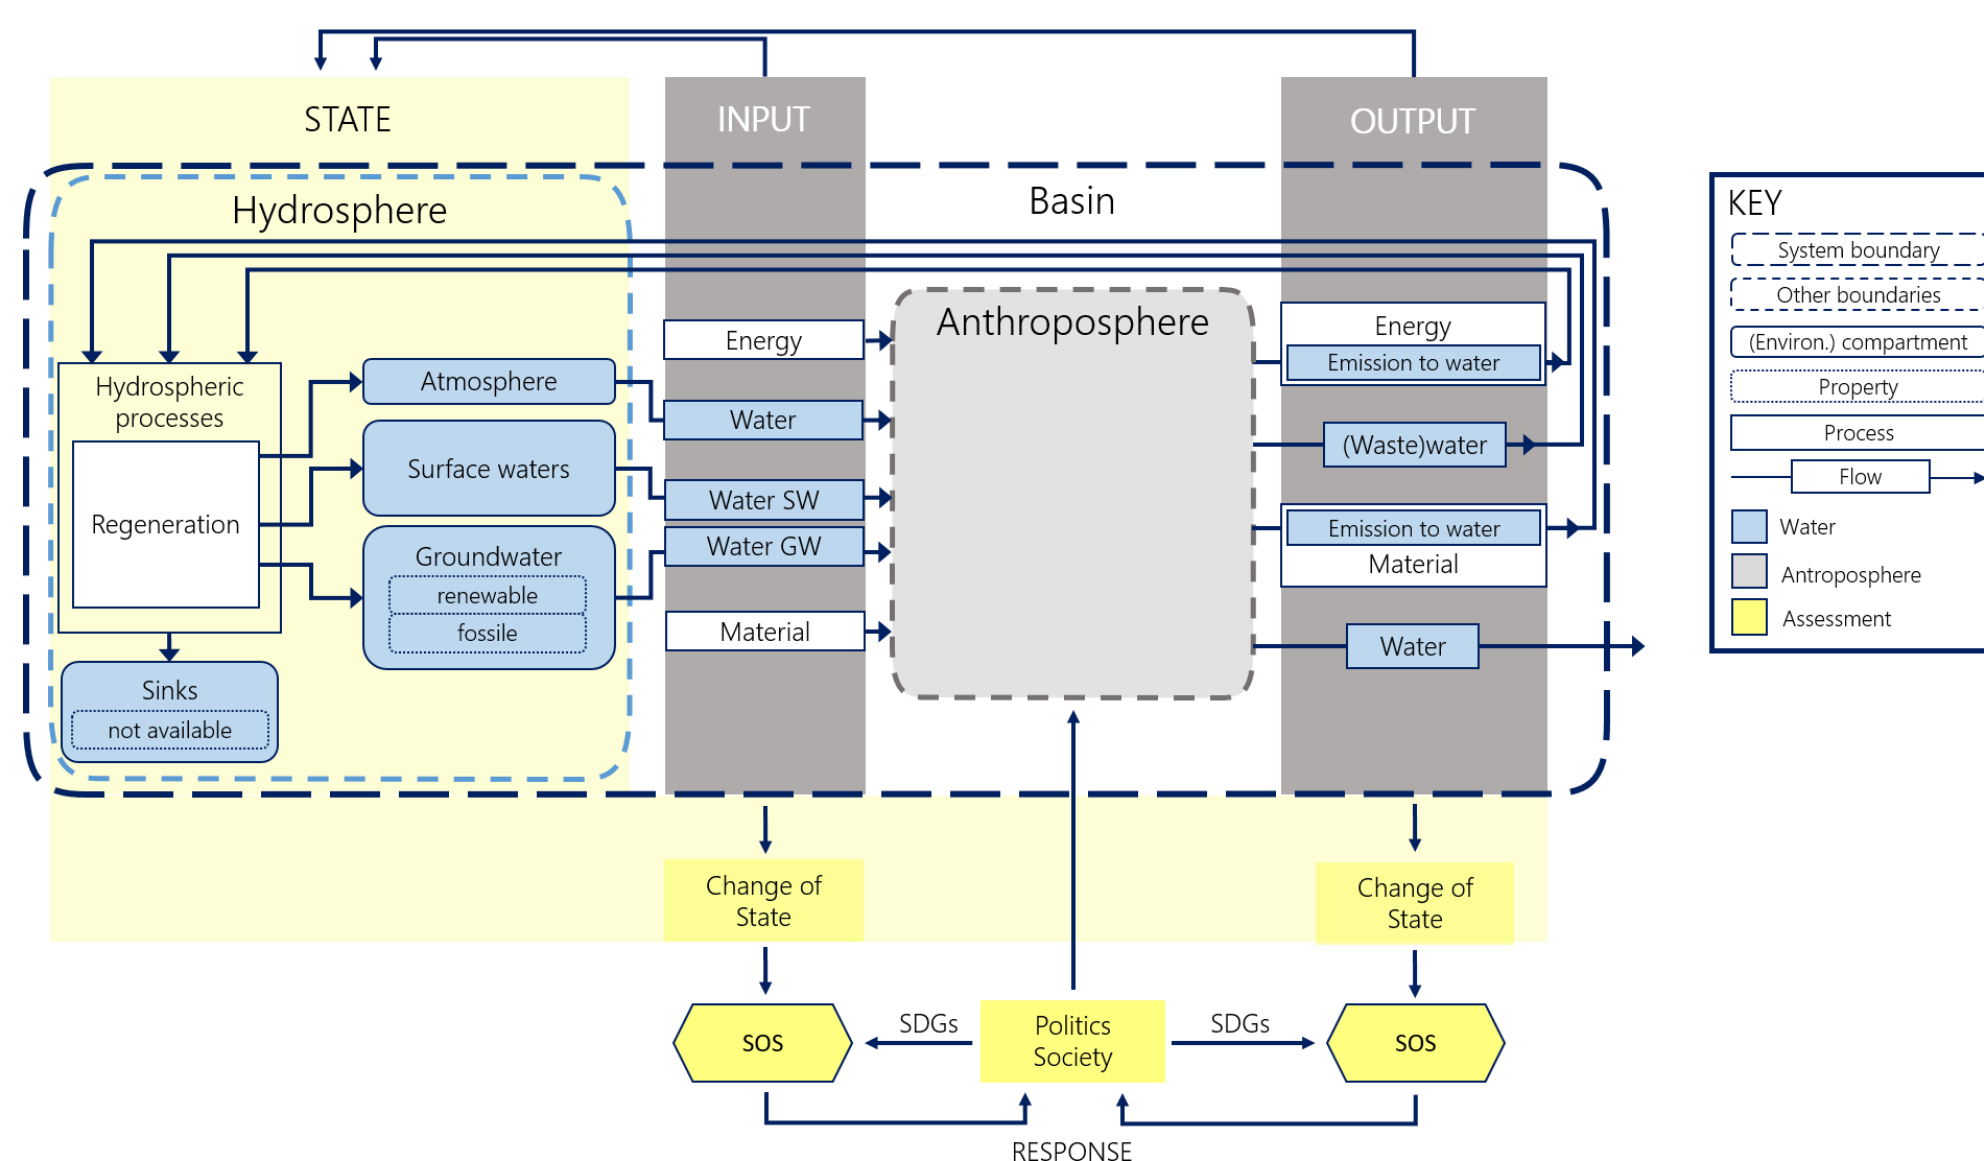 STATE
INPUT
OUTPUT
Hydrosphere
Basin
Hydrospheric
processes
Regeneration
Sinks
not available
Atmosphere
Surface waters
Groundwater
renewable
fossile
Energy
Water
Water SW
Water GW
Material
Anthroposphere
Energy
Emission to water
(Waste)water
Emission to water
Material
Water
Change of
State
Change of
State
SOS
SDGs
Politics
Society
SDGs
SOS
RESPONSE
KEY
System boundary
Other boundaries
(Environ.) compartment
Property
Process
Flow
Water
Antroposphere
Assessment